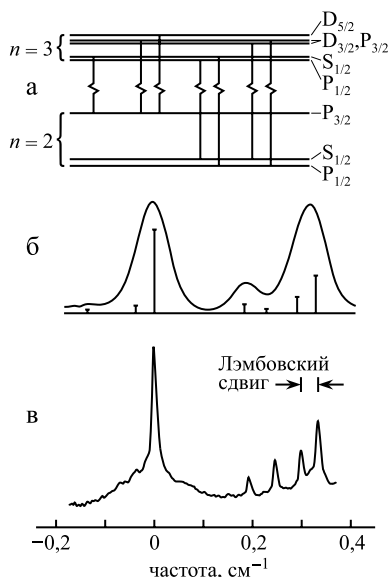 D5/2
n = 3
D3/2,P3/2
S1/2
а
P1/2
P3/2
n = 2
S1/2
P1/2
б
Лэмбовский
сдвиг
в
−0,2 0 0,2 0,4
частота, см−1